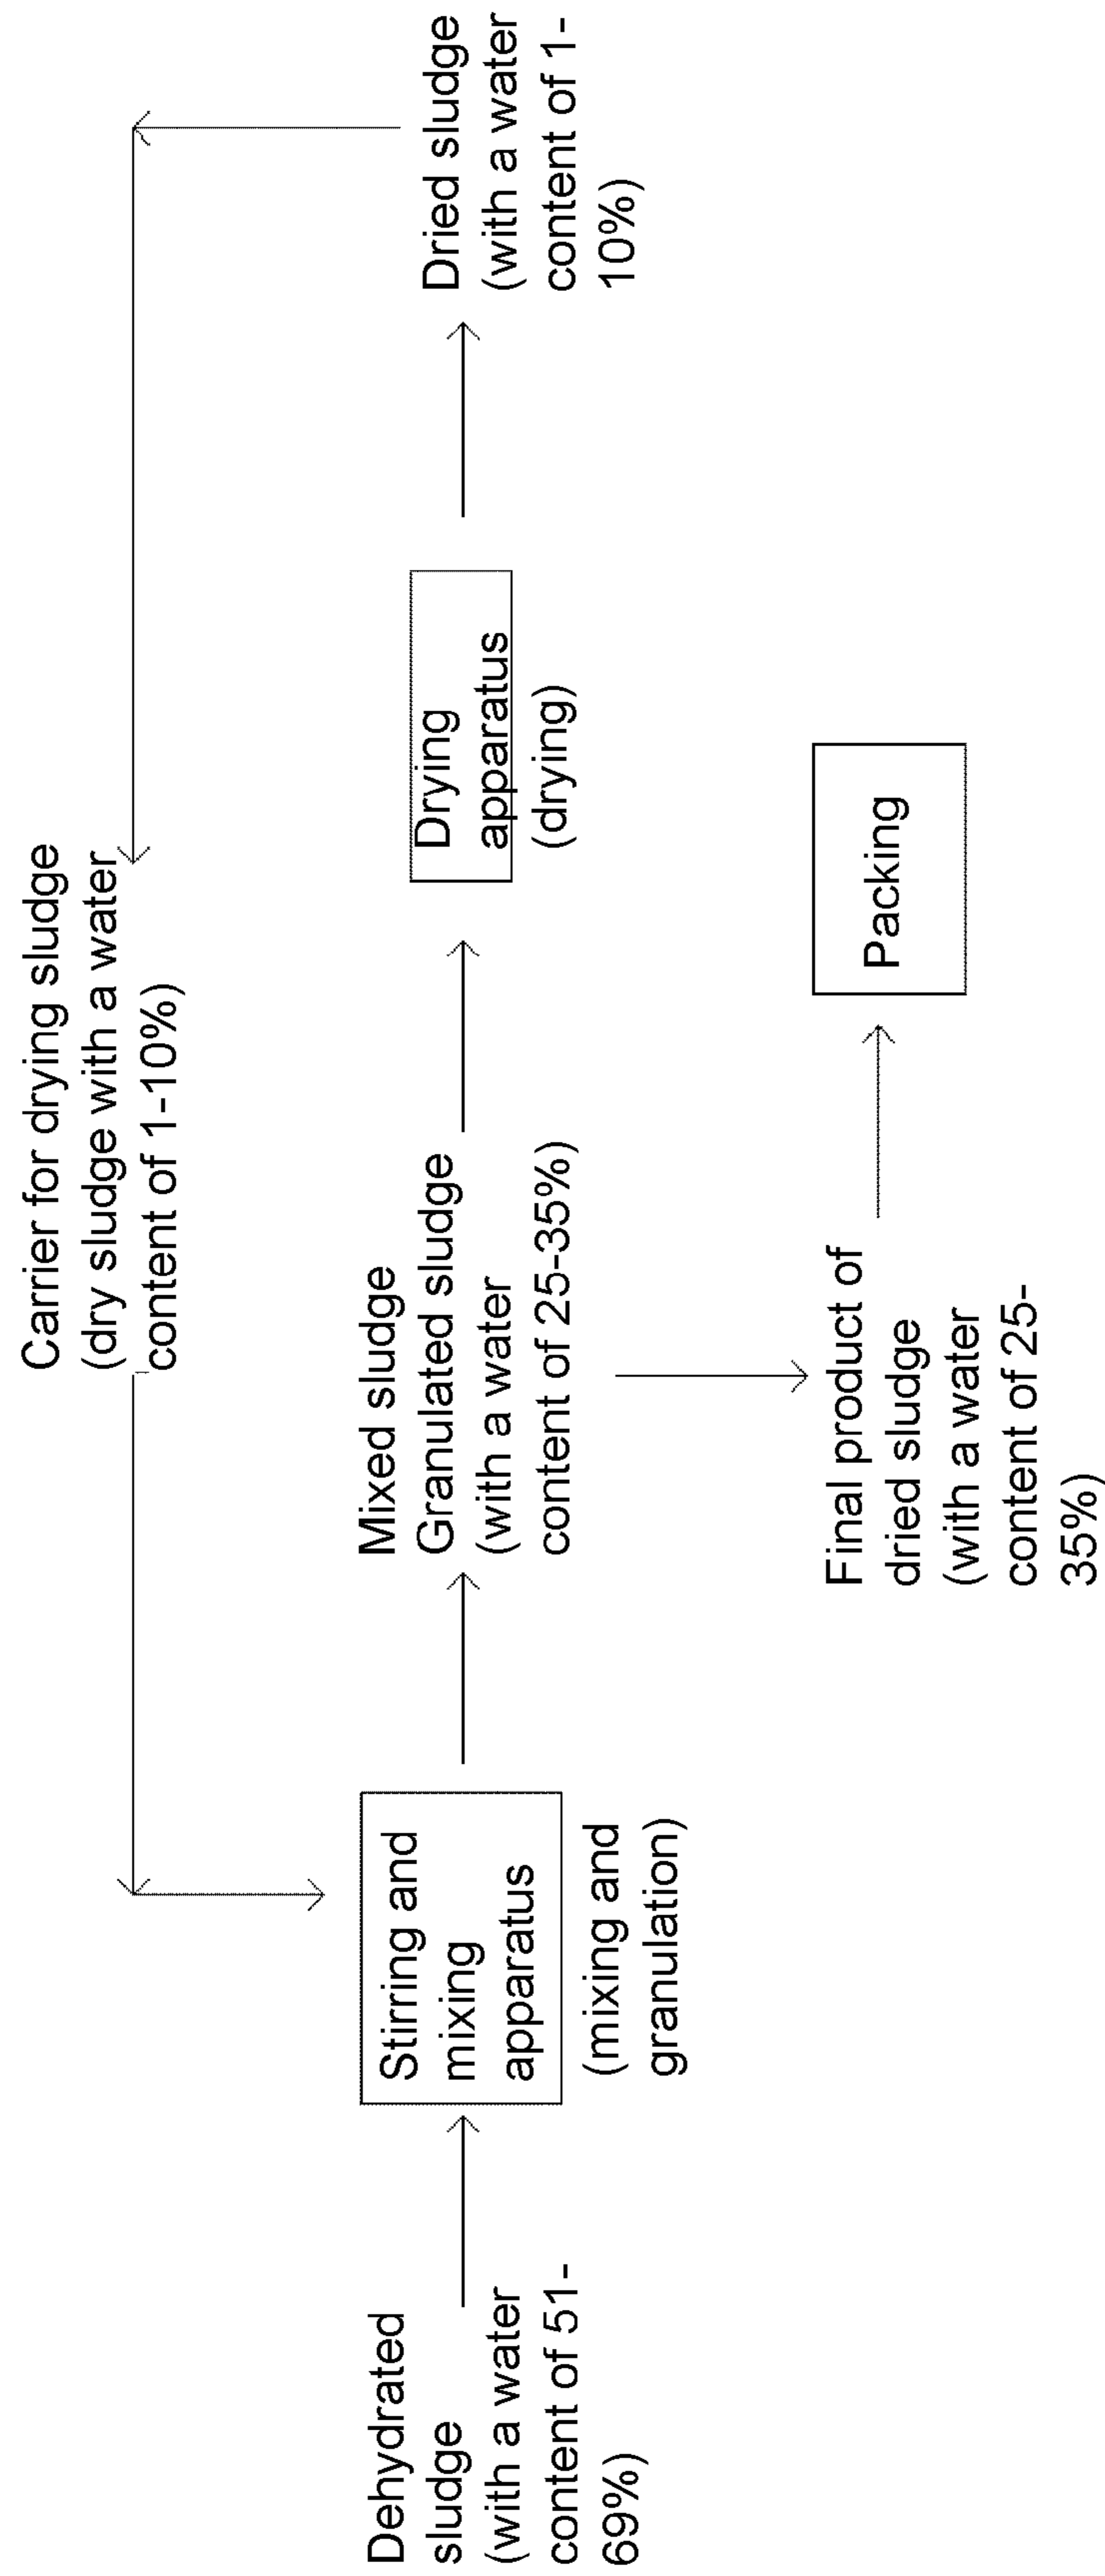 Carrier for drying sludge
(dry sludge with a water
content of 1-10%)
Dehydrated
sludge
(with a water
content of 51-
69%)
Stirring and
mixing
apparatus
(mixing and
granulation)
Mixed sludge
Granulated sludge
(with a water
content of 25-35%)
Drying
apparatus
(drying)
Dried sludge
(with a water
content of 1-
10%)
Final product of
dried sludge
(with a water
content of 25-
35%)
Packing